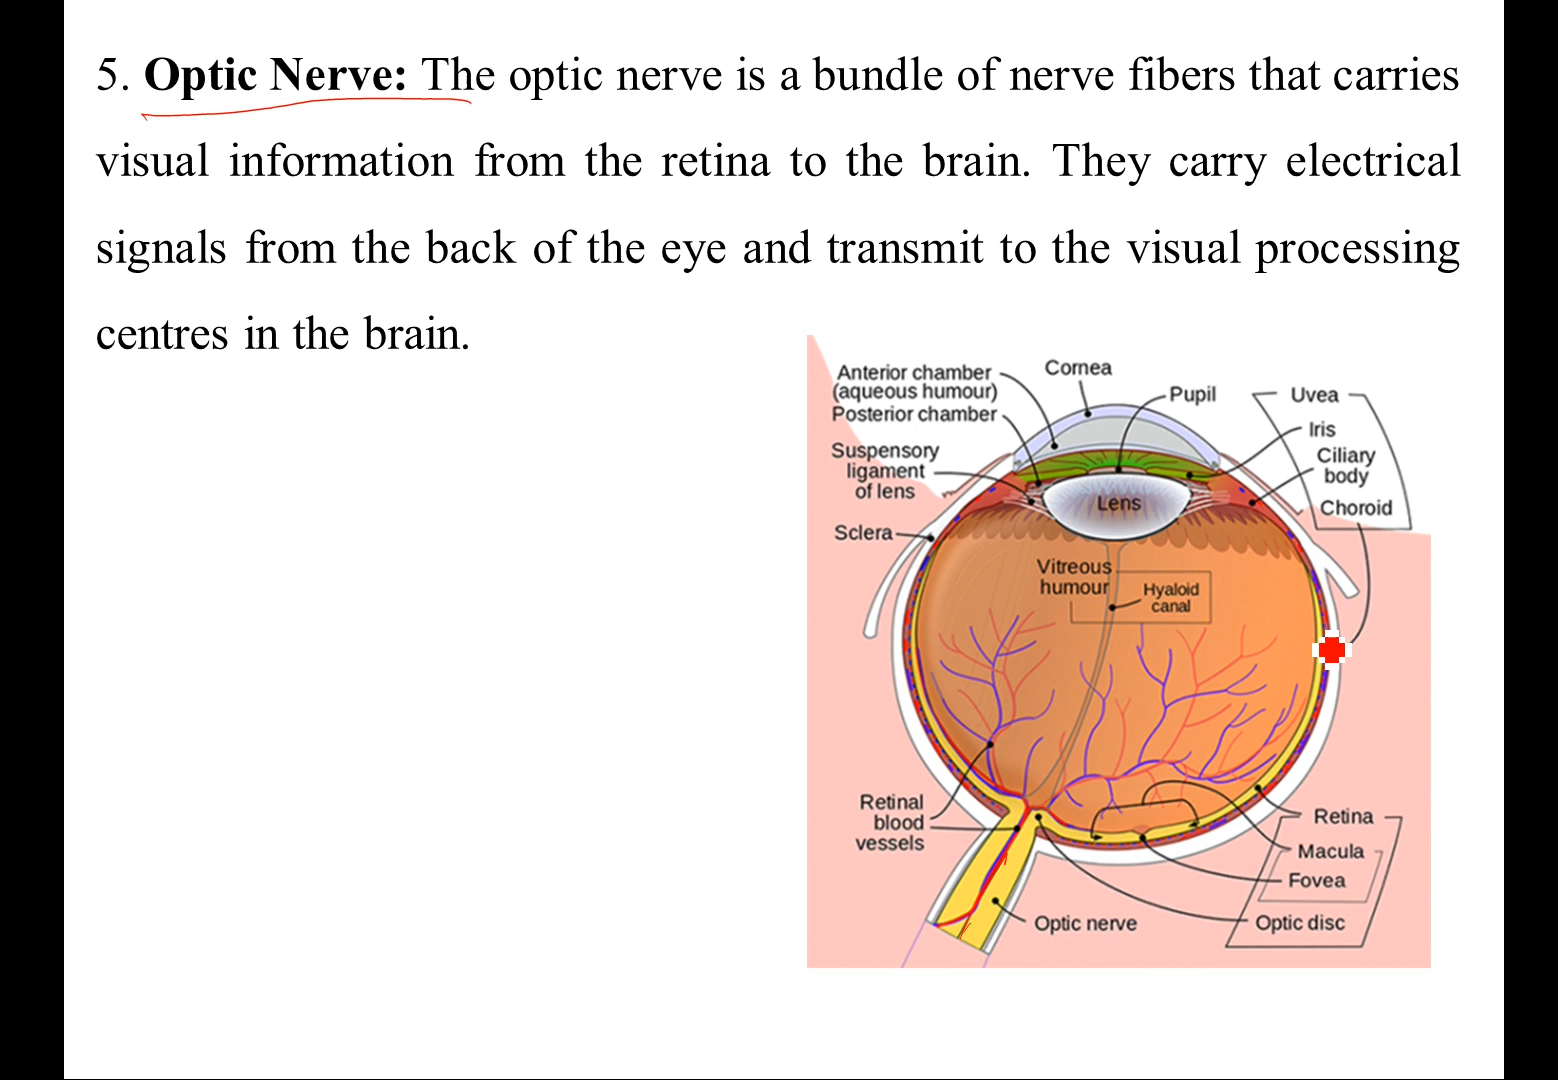 5. Optic Nerve: The optic nerve is a bundle of nerve fibers that carries
visual information from the retina to the brain. They carry electrical
signals from the back of the eye and transmit to the visual processing
centres in the brain.
Anterior chamber
(aqueous humour)
Posterior chamber
Cornea
Pupil
Uvea
Iris
Ciliary
body
Choroid
Suspensory
ligament
of lens
Lens
Sclera
Vitreous
humour
Hyaloid
canal
Retinal
blood
vessels
Retina
Macula
Fovea
Optic nerve
Optic disc